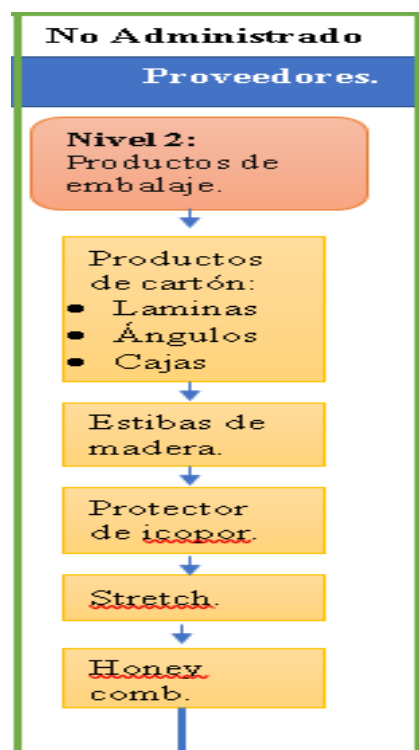 No Administrado
Proveedores.
Nivel 2:
Productos de
embalaje.
Productos
de cartón:
• Laminas
• Ángulos
• Cajas
Estibas de
madera.
Protector
de icopor.
Stretch.
Honey
comb.